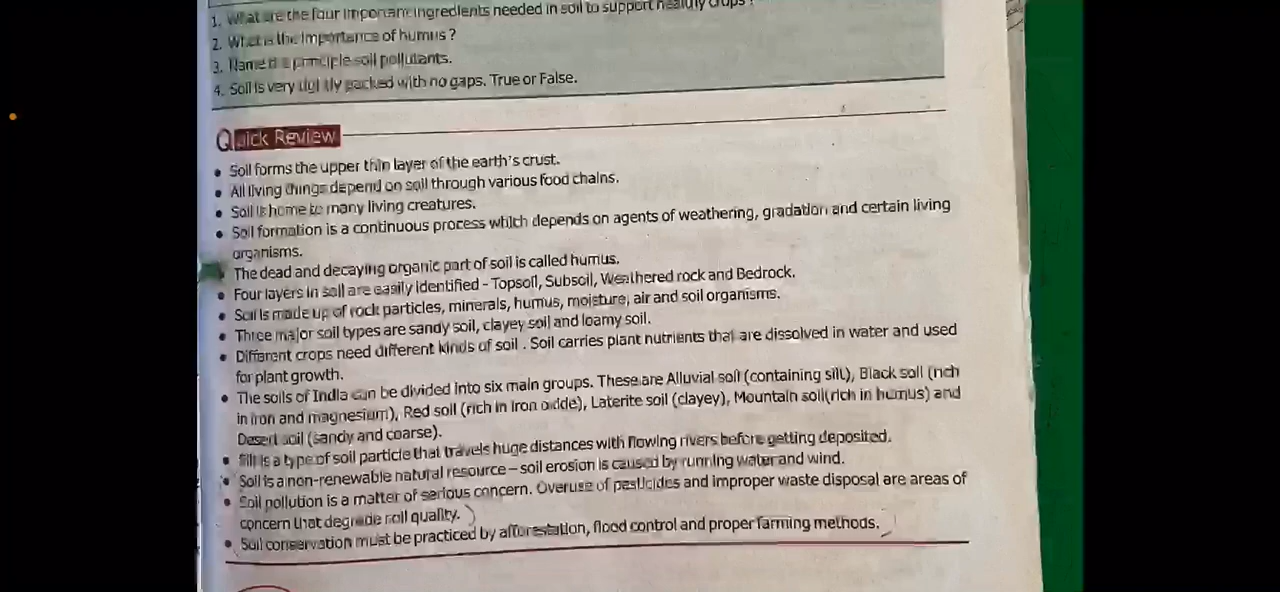 1. What are the four important ingredients needed in soil to support healthy crops?
2. What is the importance of humus?
3. Name the principle soil pollutants.
4. Soil is very tightly packed with no gaps. True or False.
Quick Review
• Soil forms the upper thin layer of the earth's crust.
• All living things depend on soil through various food chains.
• Soil is home to many living creatures.
• Soil formation is a continuous process which depends on agents of weathering, gradation and certain living
organisms.
The dead and decaying organic part of soil is called humus.
• Four layers in soil are easily identified - Topsoil, Subsoil, Weathered rock and Bedrock.
• Soil is made up of rock particles, minerals, humus, moisture, air and soil organisms.
• Three major soil types are sandy soil, clayey soil and loamy soil.
• Different crops need different kinds of soil. Soil carries plant nutrients that are dissolved in water and used
for plant growth.
• The soils of India can be divided into six main groups. These are Alluvial soil (containing silt), Black soil (rich
in iron and magnesium), Red soil (rich in iron oxide), Laterite soil (clayey), Mountain soil(rich in humus) and
Desert soil (sandy and coarse).
• Silt is a type of soil particle that travels huge distances with flowing rivers before getting deposited.
• Soil is a non-renewable natural resource – soil erosion is caused by running water and wind.
• Soil pollution is a matter of serious concern. Overuse of pesticides and improper waste disposal are areas of
concern that degrade soil quality.
• Soil conservation must be practiced by afforestation, flood control and proper farming methods.